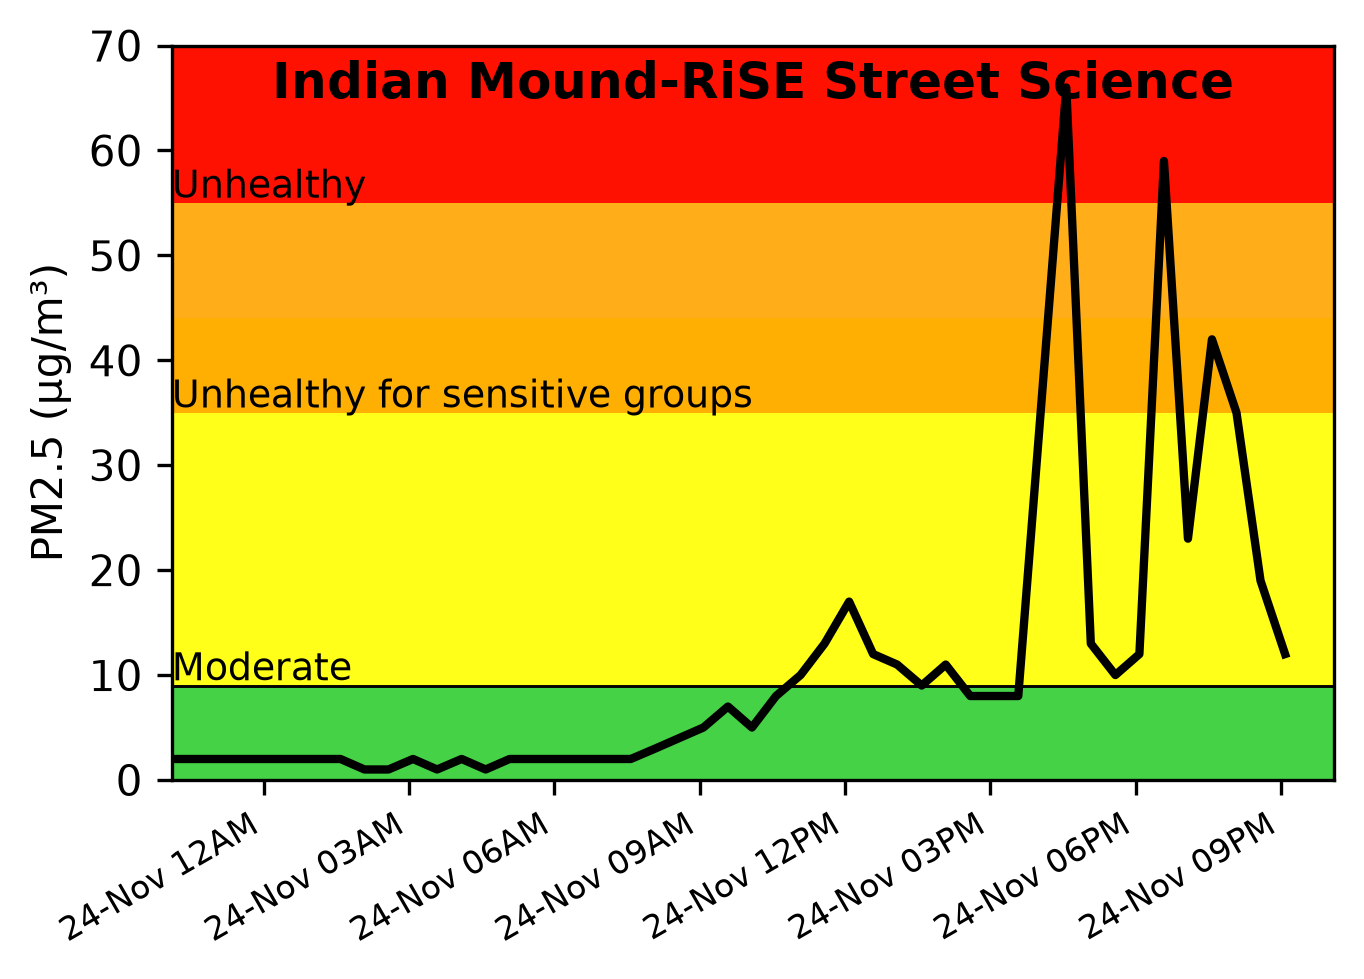 Indian Mound-RiSE Street Science
70
60
50
40
30
20
10
0
PM2.5 (µg/m³)
Unhealthy
Unhealthy for sensitive groups
Moderate
24-Nov 12AM
24-Nov 03AM
24-Nov 06AM
24-Nov 09AM
24-Nov 12PM
24-Nov 03PM
24-Nov 06PM
24-Nov 09PM